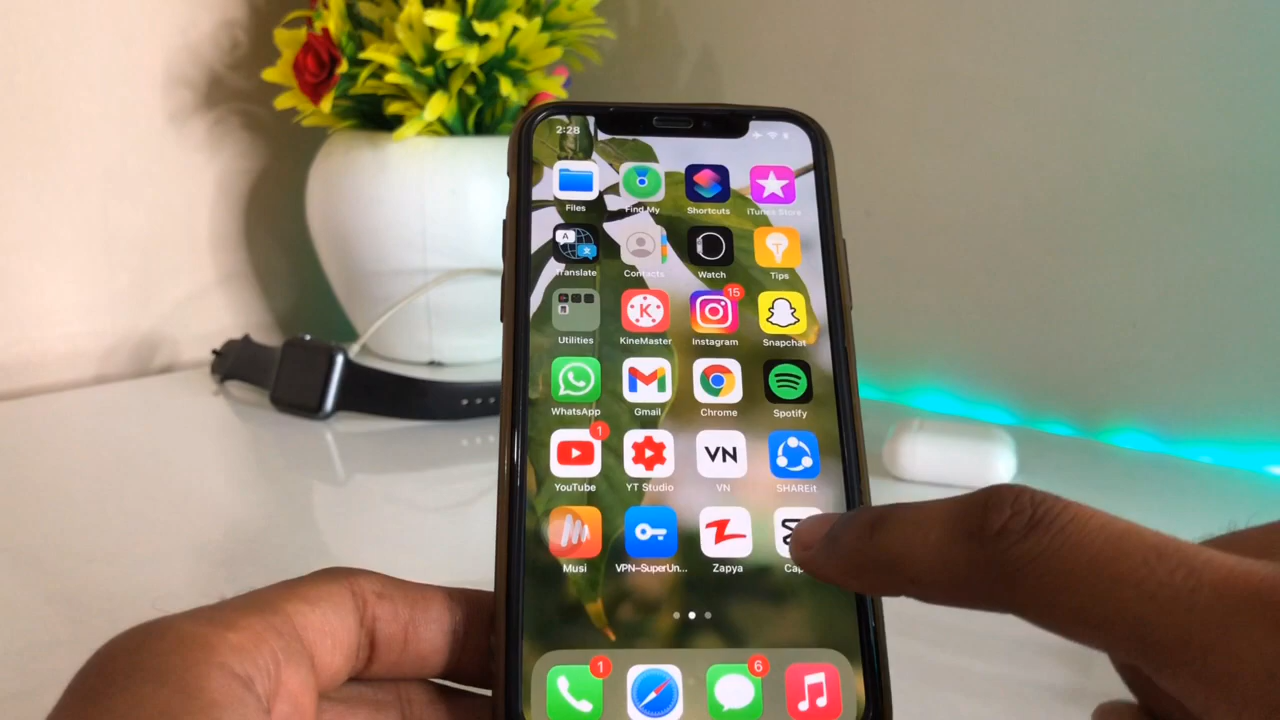 2:28
Files Find My Shortcuts iTunes Store
A
Translate Contacts Watch Tips
15
Utilities KineMaster Instagram Snapchat
K
WhatsApp Gmail Chrome Spotify
1
VN
YouTube YT Studio VN SHAREit
Musi VPN-SuperUn... Zapya Cap
1 6